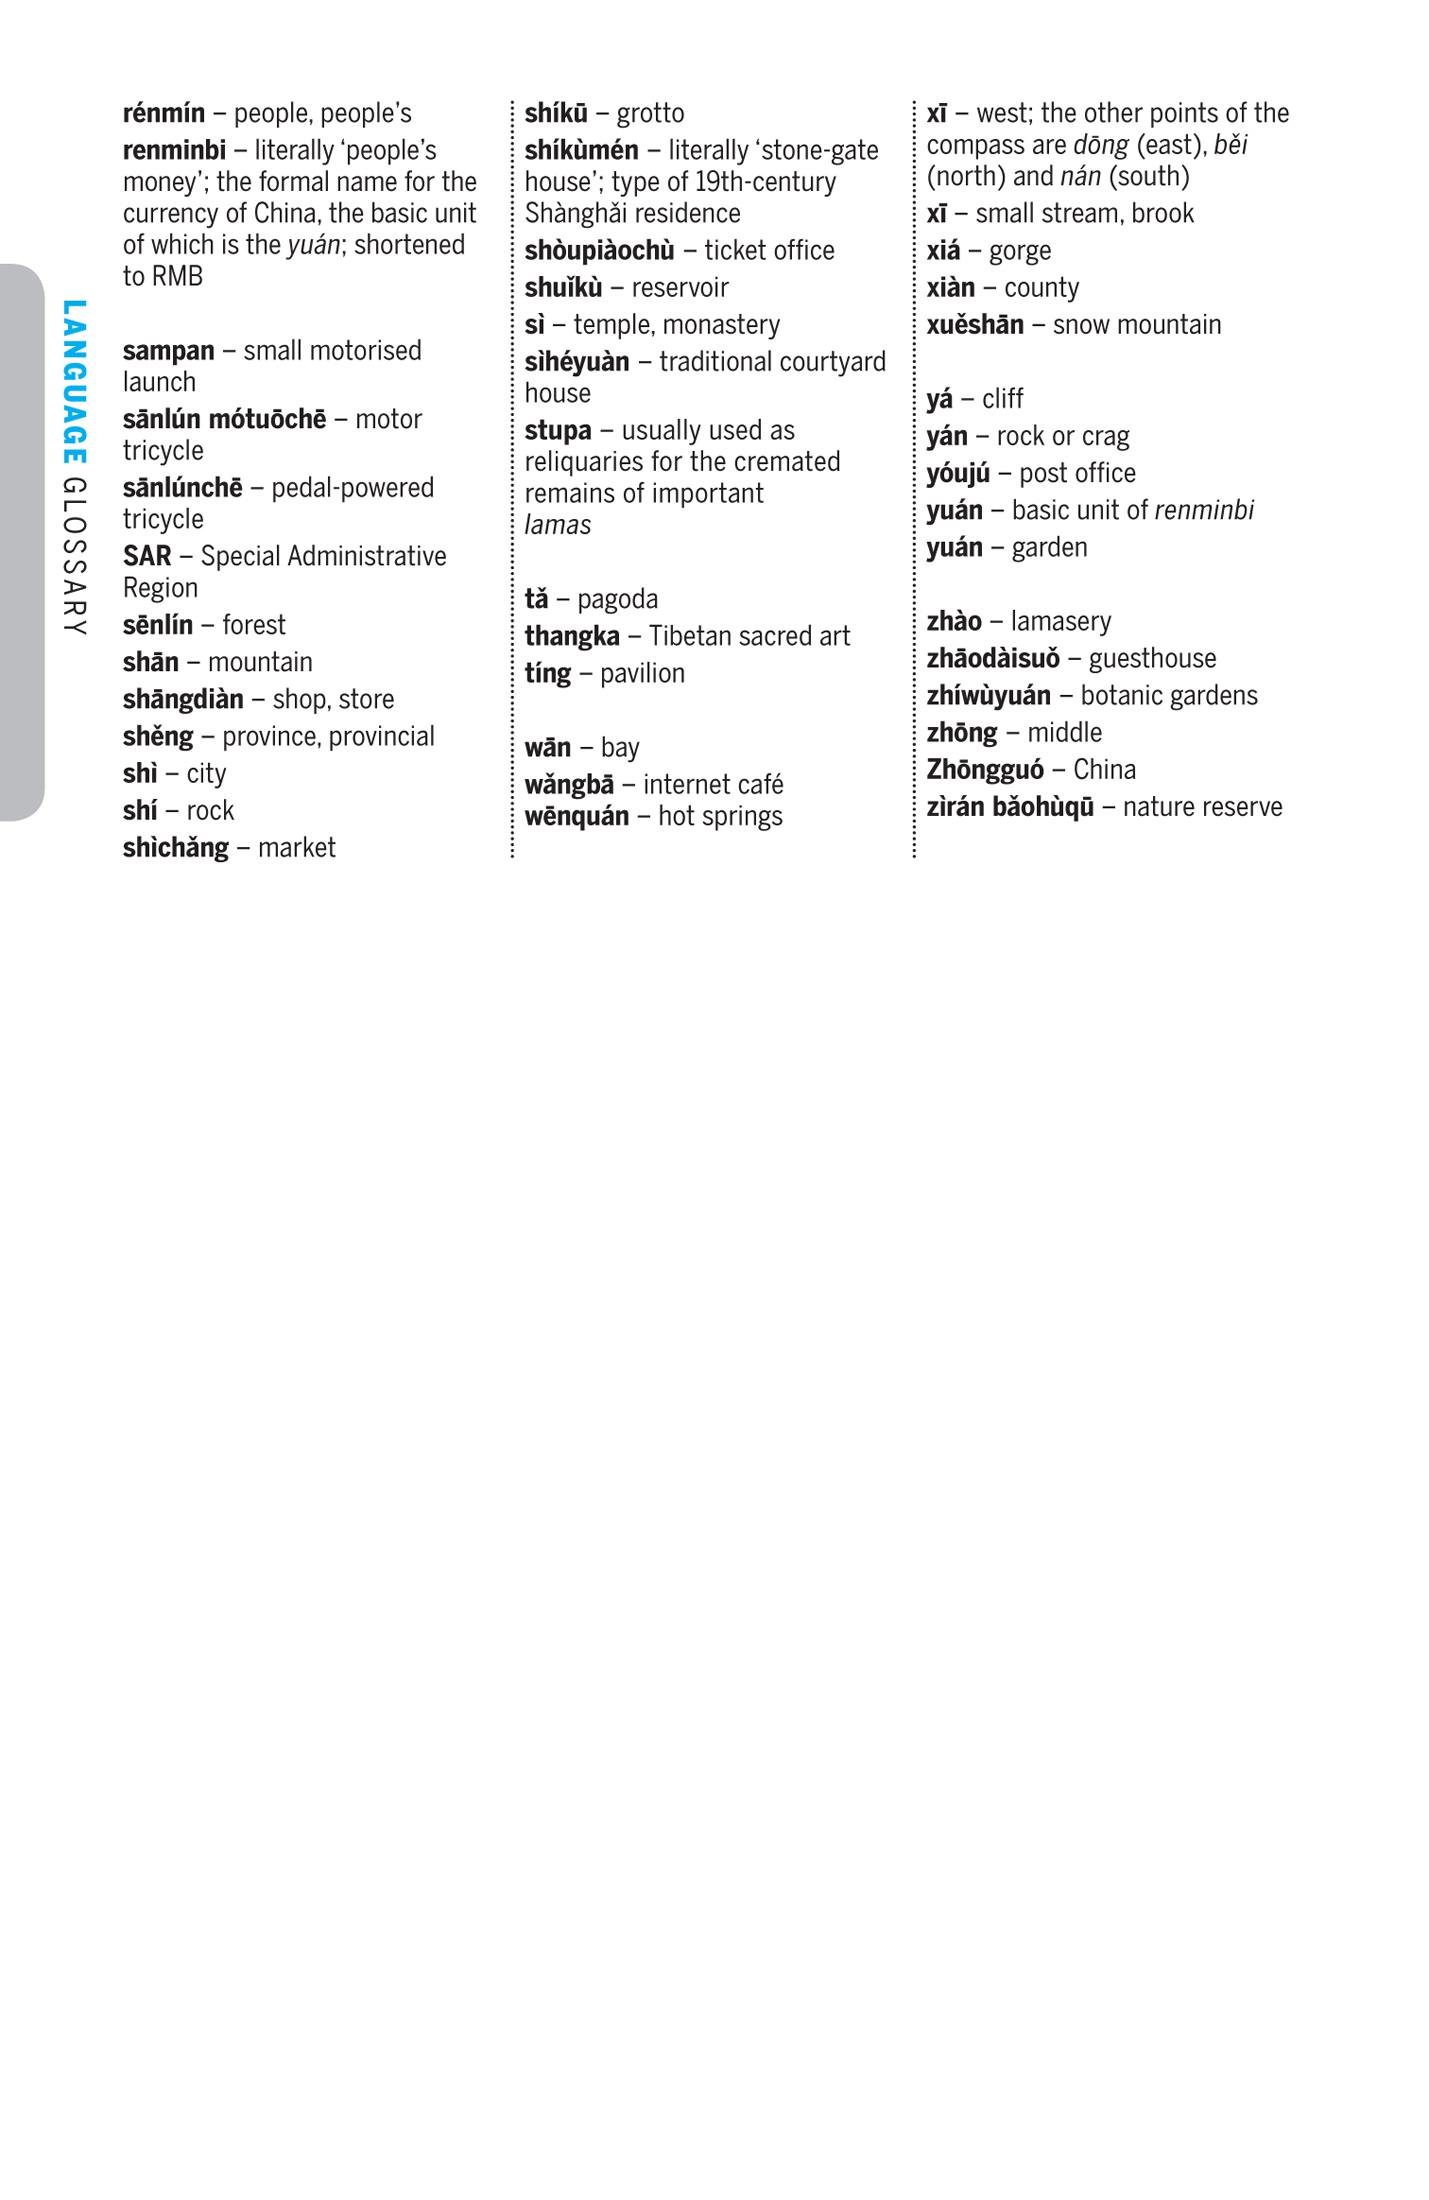 LANGUAGE GLOSSARY
rénmín – people, people’s
renminbi – literally ‘people’s
money’; the formal name for the
currency of China, the basic unit
of which is the yuán; shortened
to RMB
sampan – small motorised
launch
sānlún mótuōchē – motor
tricycle
sānlúnchē – pedal-powered
tricycle
SAR – Special Administrative
Region
sēnlín – forest
shān – mountain
shāngdiàn – shop, store
shěng – province, provincial
shì – city
shí – rock
shìchǎng – market
shíkū – grotto
shíkùmén – literally ‘stone-gate
house’; type of 19th-century
Shànghǎi residence
shòupiàochù – ticket office
shuǐkù – reservoir
sì – temple, monastery
sìhéyuàn – traditional courtyard
house
stupa – usually used as
reliquaries for the cremated
remains of important
lamas
tǎ – pagoda
thangka – Tibetan sacred art
tíng – pavilion
wān – bay
wǎngbā – internet café
wēnquán – hot springs
xī – west; the other points of the
compass are dōng (east), běi
(north) and nán (south)
xī – small stream, brook
xiá – gorge
xiàn – county
xuěshān – snow mountain
yá – cliff
yán – rock or crag
yóujú – post office
yuán – basic unit of renminbi
yuán – garden
zhào – lamasery
zhāodàisuǒ – guesthouse
zhíwùyuán – botanic gardens
zhōng – middle
Zhōngguó – China
zìrán bǎohùqū – nature reserve